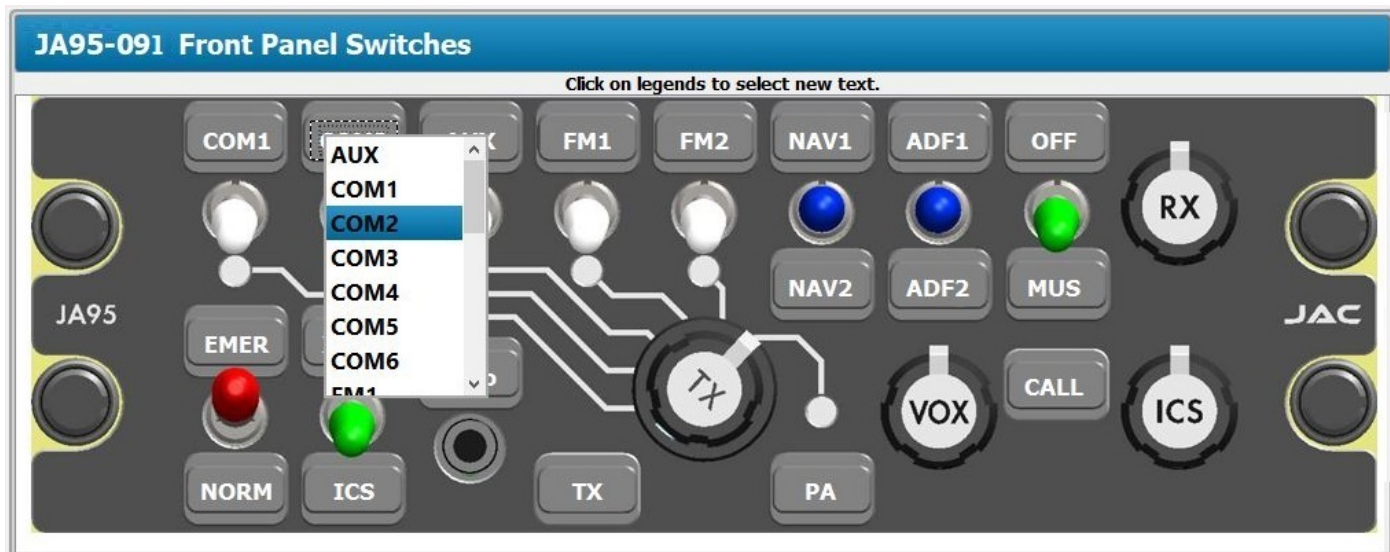 JA95-091 Front Panel Switches
Click on legends to select new text.
COM1 FM1 FM2 NAV1 ADF1 OFF
AUX
COM1
COM2
COM3
COM4
COM5
COM6
FM1
RX
NAV2 ADF2 MUS
JA95
JAC
EMER
TX
VOX
CALL
ICS
NORM ICS TX PA